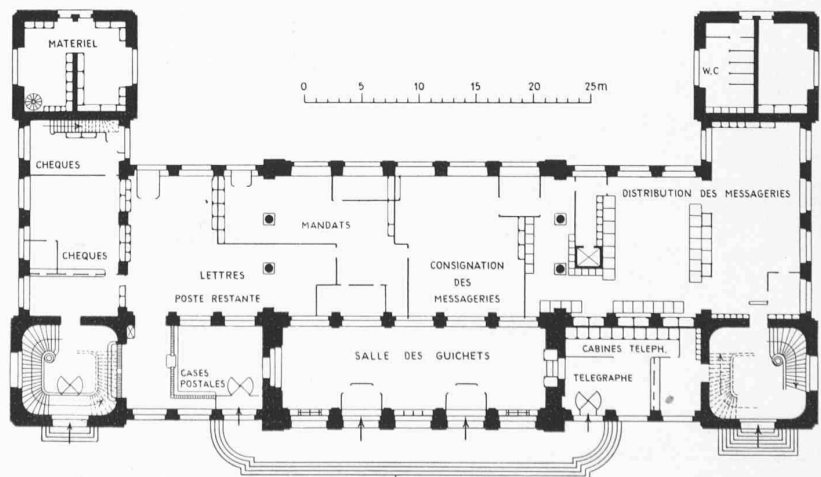 MATERIEL
W.C
0 5 10 15 20 25m
CHEQUES
DISTRIBUTION DES MESSAGERIES
MANDATS
CHEQUES
LETTRES
POSTE RESTANTE
CONSIGNATION
DES
MESSAGERIES
SALLE DES GUICHETS
CABINES TELEPH.
CASES
POSTALES
TELEGRAPHE